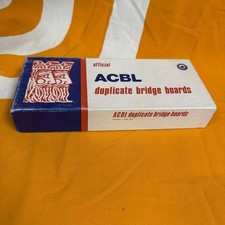 official
ACBL
duplicate bridge boards
ACBL duplicate bridge boards